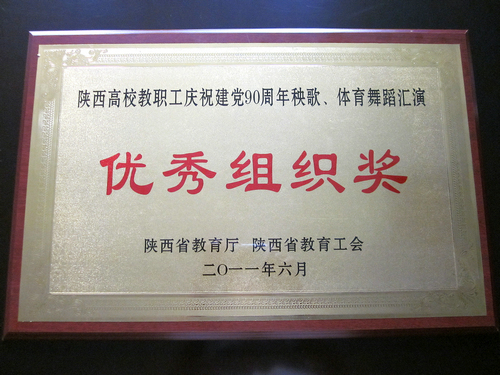 陕西高校教职工庆祝建党90周年秧歌、体育舞蹈汇演
优秀组织奖
陕西省教育厅 陕西省教育工会
二〇一一年六月